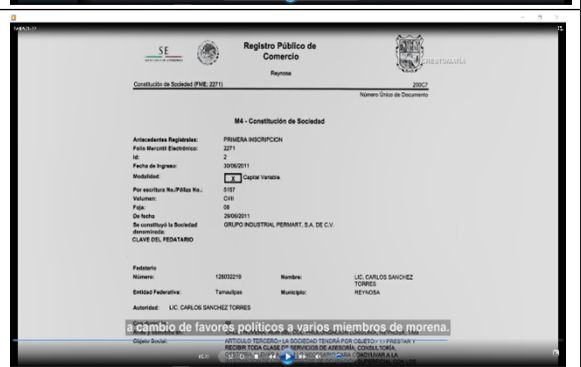 SE
Registro Público de
Comercio
Reynosa
Constitución de Sociedad (FME: 2271)
200C7
Número Único de Documento
M4 - Constitución de Sociedad
Antecedentes Registrales: PRIMERA INSCRIPCION
Folio Mercantil Electrónico: 2271
Id: 2
Fecha de Ingreso: 30/06/2011
Modalidad: X Capital Variable.
Por escritura No./Póliza No.: 5157
Volumen: CVII
Foja: 08
De fecha 29/06/2011
Se constituyó la Sociedad denominada: GRUPO INDUSTRIAL PERMART, S.A. DE C.V.
CLAVE DEL FEDATARIO
Fedatario
Número: 128032219 Nombre: LIC. CARLOS SANCHEZ TORRES
Entidad Federativa: Tamaulipas Municipio: REYNOSA
Autoridad: LIC. CARLOS SANCHEZ TORRES
a cambio de favores políticos a varios miembros de morena.
Objeto Social: ARTICULO TERCERO.- LA SOCIEDAD TENDRÁ POR OBJETO
RECIBIR TODA CLASE DE SERVICIOS DE ASESORÍA, CONSULTORÍA,